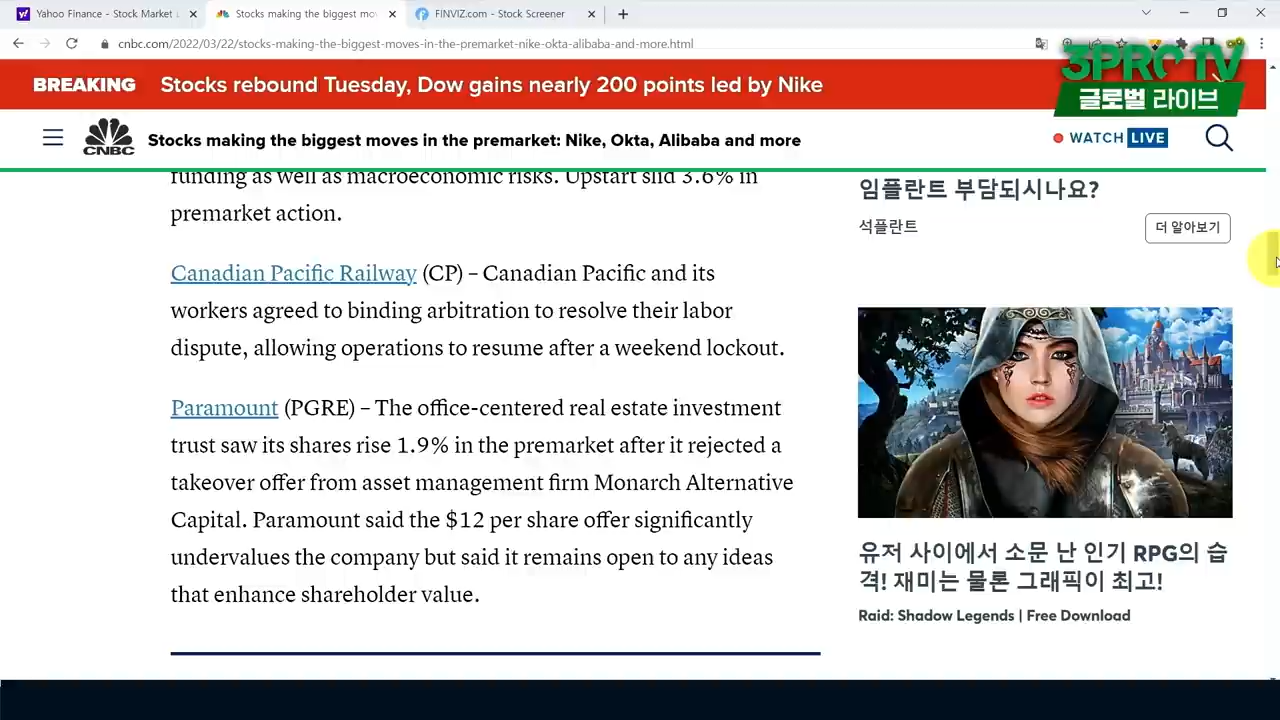 Yahoo Finance - Stock Market
Stocks making the biggest mo
FINVIZ.com - Stock Screener
cnbc.com/2022/03/22/stocks-making-the-biggest-moves-in-the-premarket-nike-okta-alibaba-and-more.html
BREAKING Stocks rebound Tuesday, Dow gains nearly 200 points led by Nike
3PRO TV
글로벌 라이브
CNBC
Stocks making the biggest moves in the premarket: Nike, Okta, Alibaba and more
WATCH LIVE
funding as well as macroeconomic risks. Upstart slid 3.6% in
premarket action.
Canadian Pacific Railway (CP) – Canadian Pacific and its
workers agreed to binding arbitration to resolve their labor
dispute, allowing operations to resume after a weekend lockout.
Paramount (PGRE) – The office-centered real estate investment
trust saw its shares rise 1.9% in the premarket after it rejected a
takeover offer from asset management firm Monarch Alternative
Capital. Paramount said the $12 per share offer significantly
undervalues the company but said it remains open to any ideas
that enhance shareholder value.
임플란트 부담되시나요?
석플란트
더 알아보기
유저 사이에서 소문 난 인기 RPG의 습
격! 재미는 물론 그래픽이 최고!
Raid: Shadow Legends | Free Download